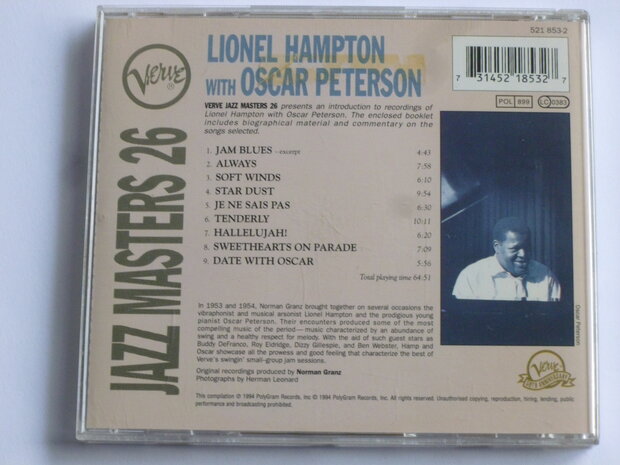 521 853-2
VERVE®
LIONEL HAMPTON
WITH OSCAR PETERSON
7 31452 18532 7
POL 899 LC 0383
JAZZ MASTERS 26
VERVE JAZZ MASTERS 26 presents an introduction to recordings of
Lionel Hampton with Oscar Peterson. The enclosed booklet
includes biographical material and commentary on the
songs selected.
1. JAM BLUES – excerpt 4:43
2. ALWAYS 7:58
3. SOFT WINDS 6:10
4. STAR DUST 9:54
5. JE NE SAIS PAS 6:30
6. TENDERLY 10:11
7. HALLELUJAH! 6:20
8. SWEETHEARTS ON PARADE 7:09
9. DATE WITH OSCAR 5:56
Total playing time 64:51
Oscar Peterson
In 1953 and 1954, Norman Granz brought together on several occasions the
vibraphonist and musical arsonist Lionel Hampton and the prodigious young
pianist Oscar Peterson. Their encounters produced some of the most
compelling music of the period—music characterized by an abundance of
swing and a healthy respect for melody. With the aid of such guest stars as
Buddy DeFranco, Roy Eldridge, Dizzy Gillespie, and Ben Webster, Hamp and
Oscar showcase all the prowess and good feeling that characterize the best of
Verve's swingin' small-group jam sessions.
Original recordings produced by Norman Granz
Photographs by Herman Leonard
VERVE
50TH ANNIVERSARY
This compilation ℗ 1994 PolyGram Records, Inc. © 1994 PolyGram Records, Inc. All rights reserved. Unauthorised copying, reproduction, hiring, lending, public
performance and broadcasting prohibited.